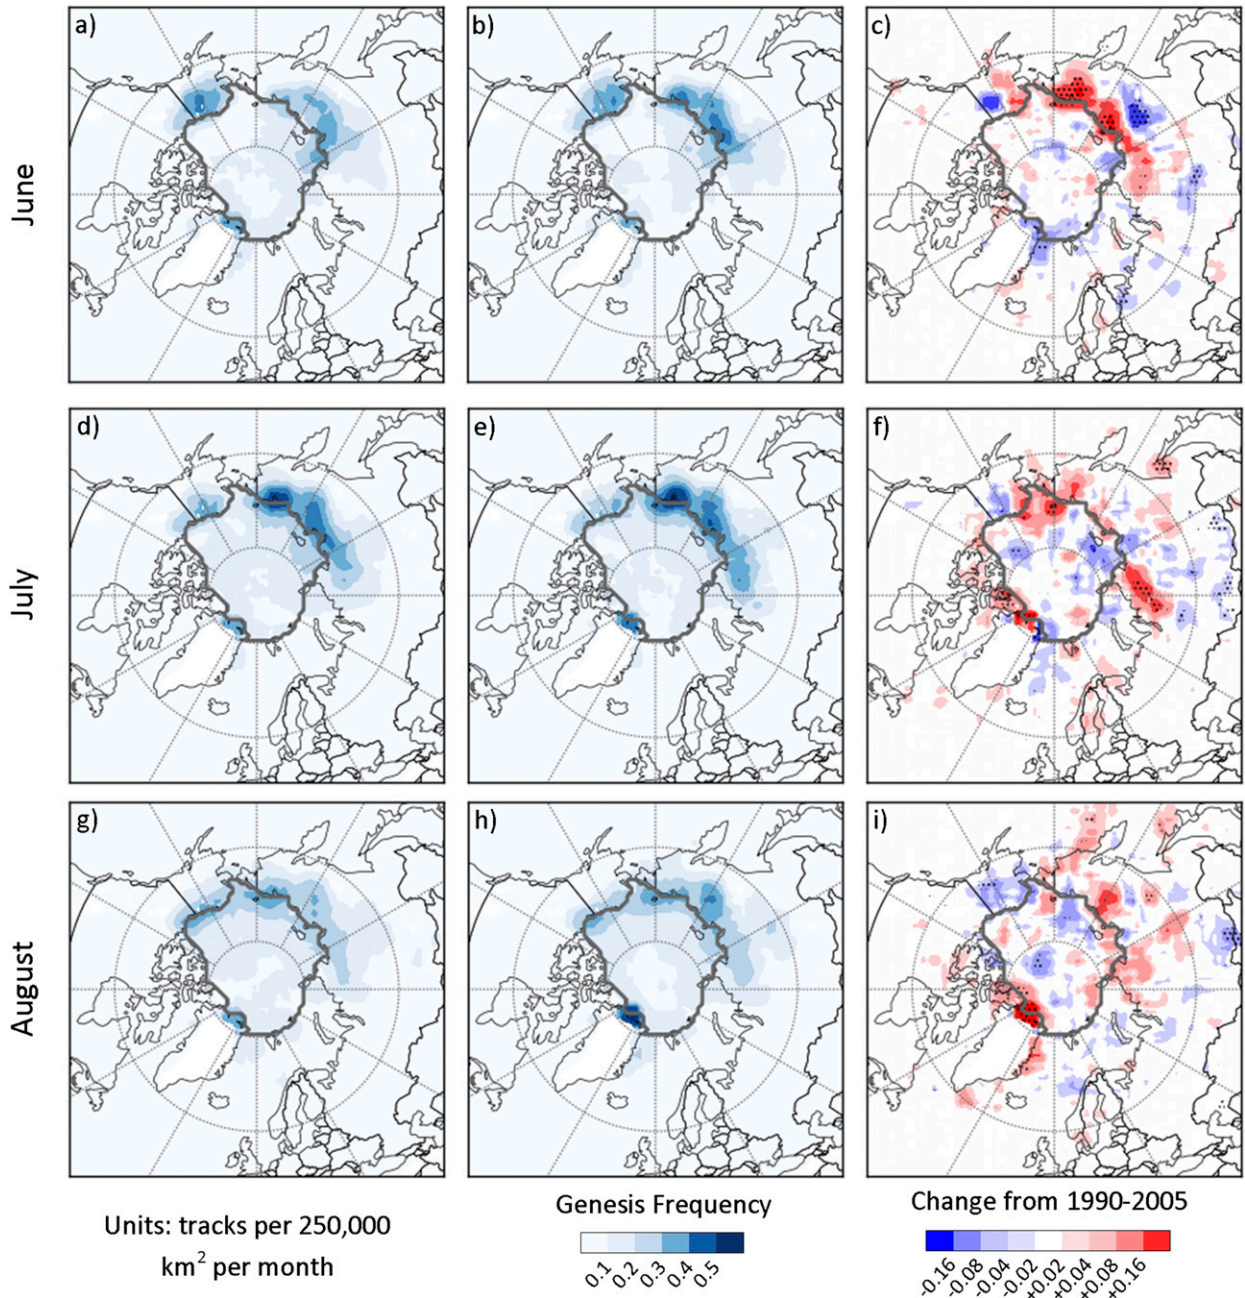 a)
b)
c)
June
d)
e)
f)
July
g)
h)
i)
August
Units: tracks per 250,000
km² per month
Genesis Frequency
0.1 0.2 0.3 0.4 0.5
Change from 1990-2005
-0.16 -0.08 -0.04 -0.02 +0.02 +0.04 +0.08 +0.16